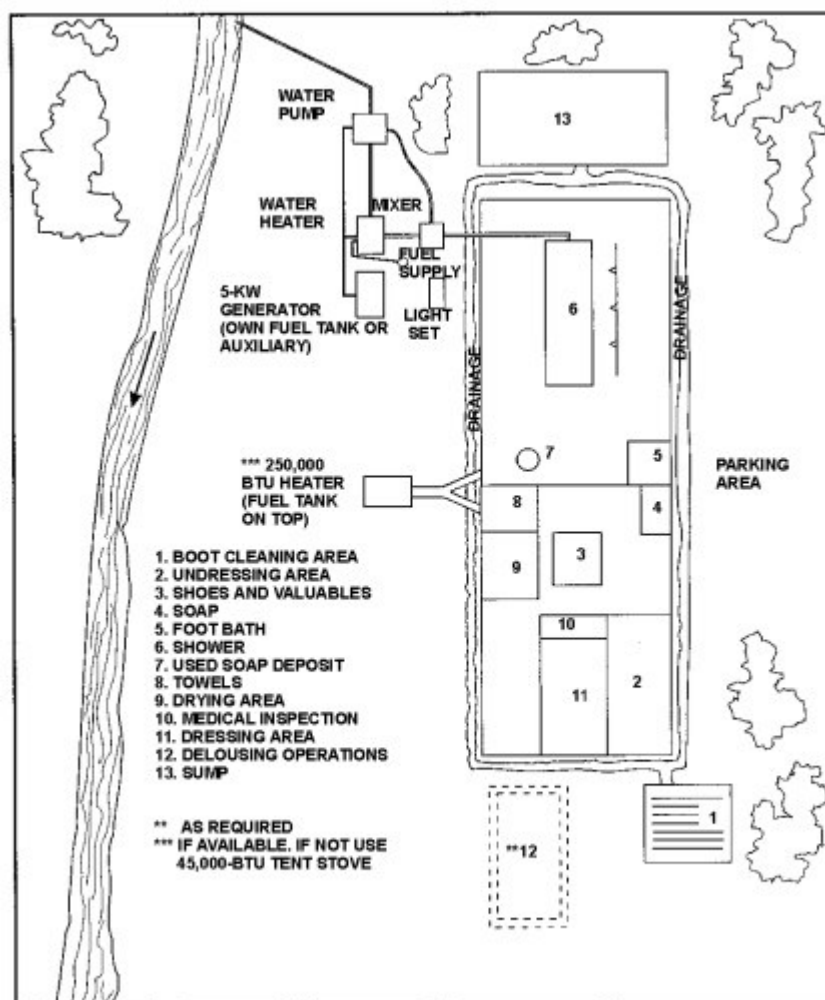 WATER
PUMP
13
WATER
HEATER
MIXER
FUEL
SUPPLY
5-KW
GENERATOR
(OWN FUEL TANK OR
AUXILIARY)
LIGHT
SET
6
DRAINAGE
DRAINAGE
*** 250,000
BTU HEATER
(FUEL TANK
ON TOP)
7
5
PARKING
AREA
8
4
9
3
10
11
2
1. BOOT CLEANING AREA
2. UNDRESSING AREA
3. SHOES AND VALUABLES
4. SOAP
5. FOOT BATH
6. SHOWER
7. USED SOAP DEPOSIT
8. TOWELS
9. DRYING AREA
10. MEDICAL INSPECTION
11. DRESSING AREA
12. DELOUSING OPERATIONS
13. SUMP
** AS REQUIRED
*** IF AVAILABLE. IF NOT USE
45,000-BTU TENT STOVE
**12
1